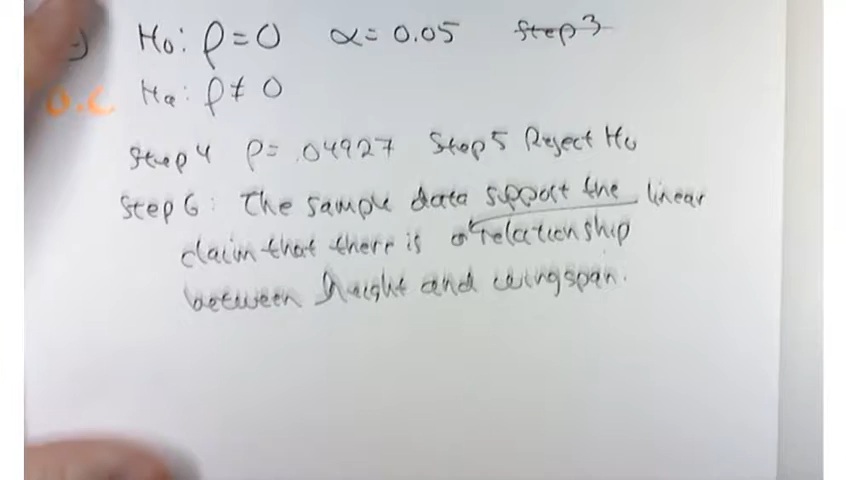 H0: ρ = 0 α = 0.05 Step 3
O.C Ha: ρ ≠ 0
Step 4 P = .04927 Step 5 Reject H0
Step 6: The sample data support the linear
claim that there is a relationship
between height and wingspan.